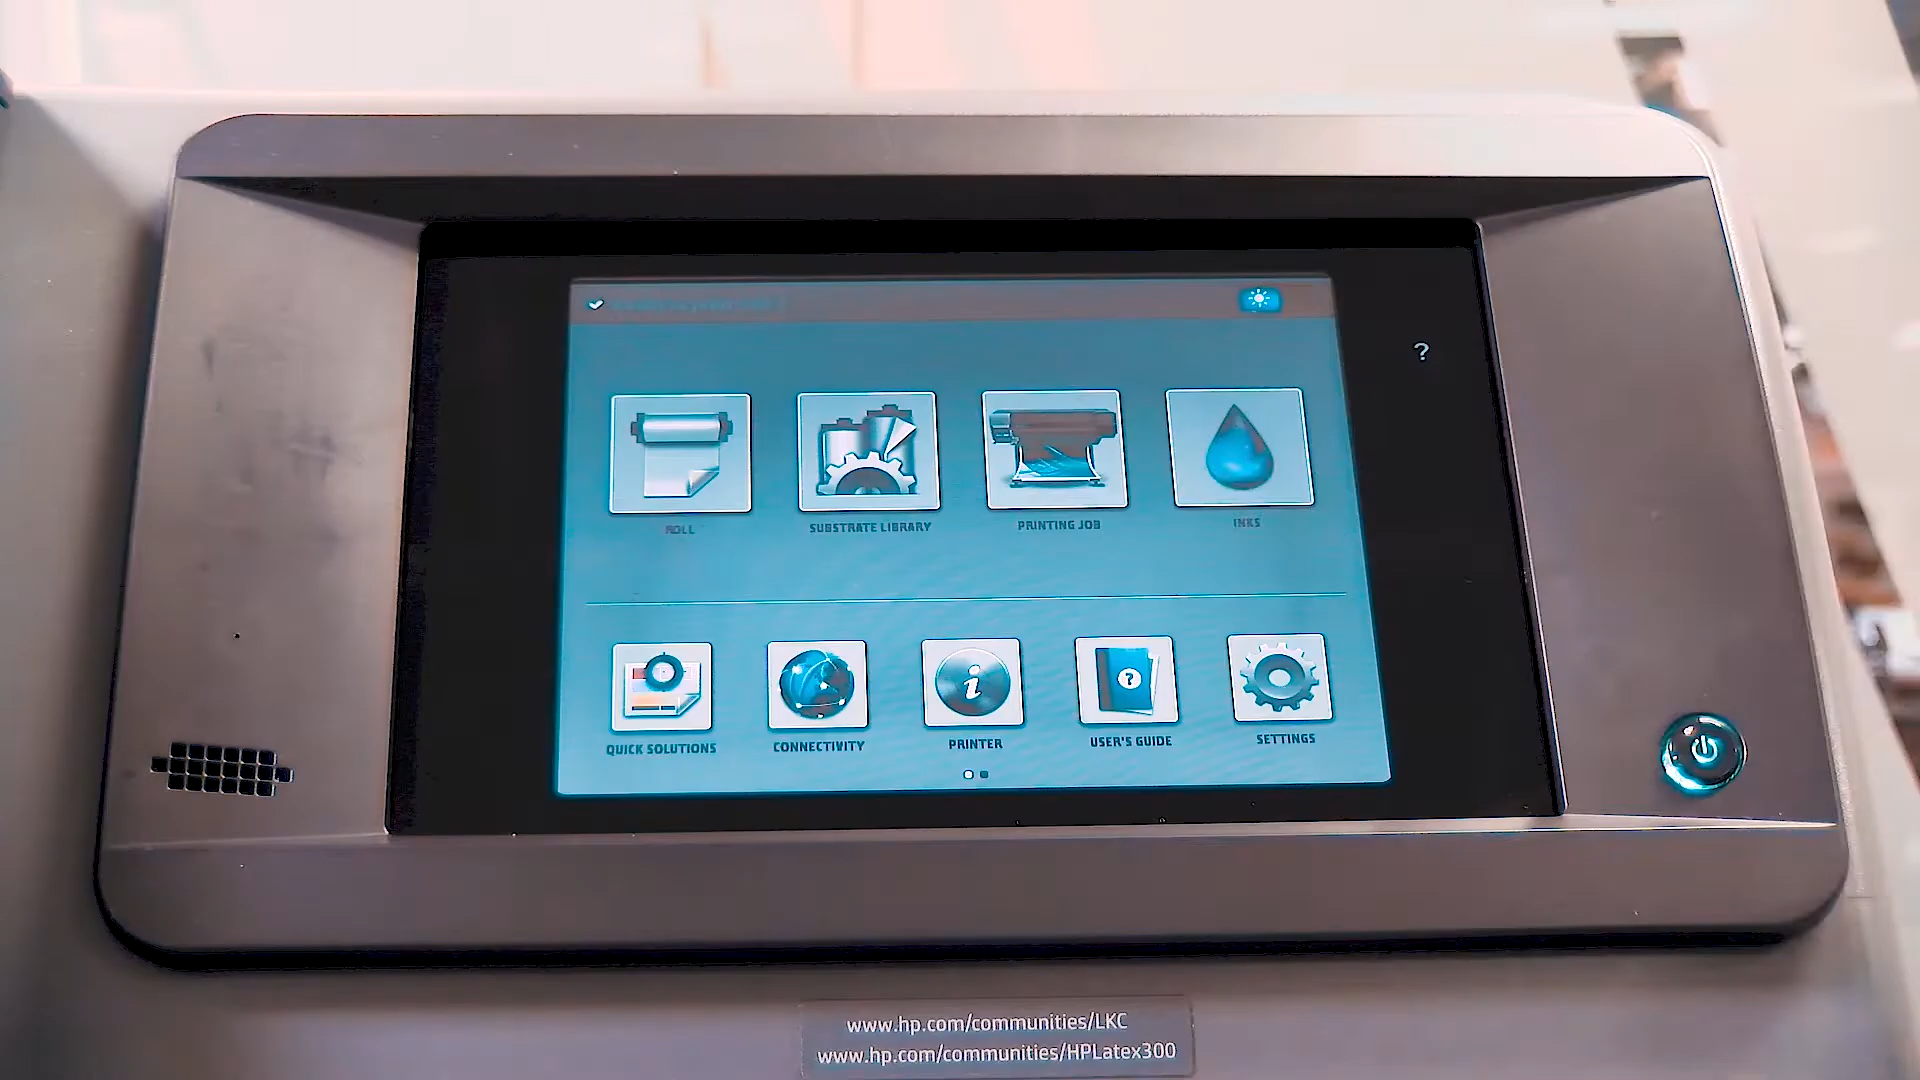 ?
ROLL
SUBSTRATE LIBRARY
PRINTING JOB
INKS
QUICK SOLUTIONS
CONNECTIVITY
PRINTER
USER'S GUIDE
SETTINGS
www.hp.com/communities/LKC
www.hp.com/communities/HPLatex300